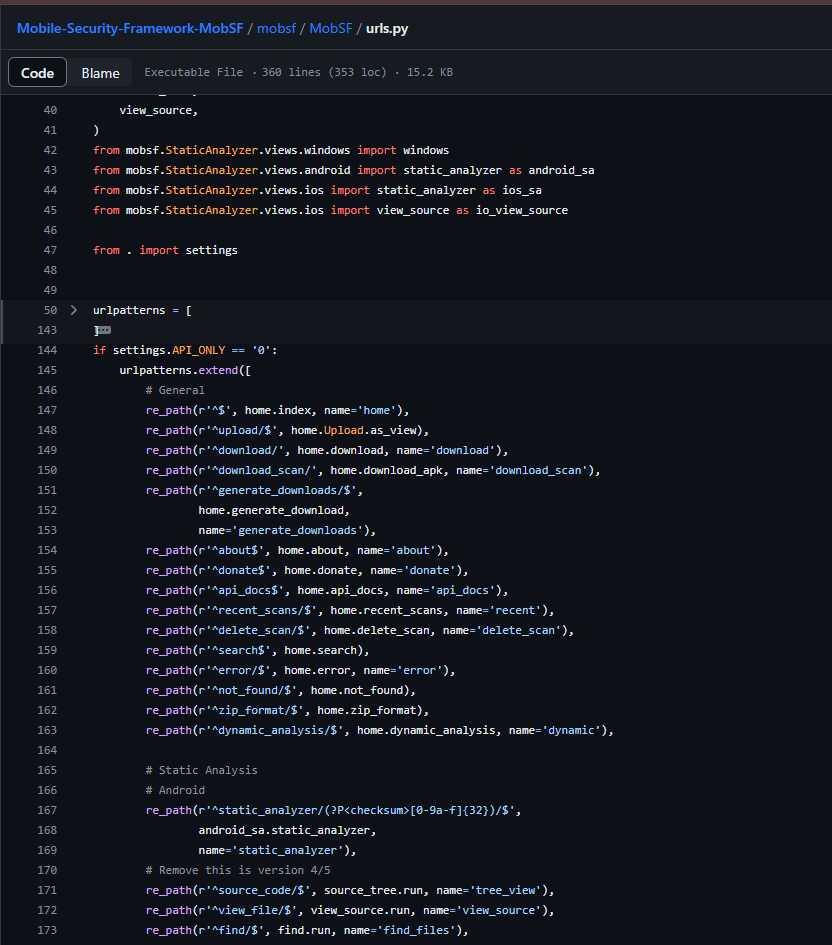 Mobile-Security-Framework-MobSF / mobsf / MobSF / urls.py
Code Blame Executable File · 360 lines (353 loc) · 15.2 KB
40 view_source,
41 )
42 from mobsf.StaticAnalyzer.views.windows import windows
43 from mobsf.StaticAnalyzer.views.android import static_analyzer as android_sa
44 from mobsf.StaticAnalyzer.views.ios import static_analyzer as ios_sa
45 from mobsf.StaticAnalyzer.views.ios import view_source as io_view_source
46
47 from . import settings
48
49
50 urlpatterns = [
143 ]
144 if settings.API_ONLY == '0':
145 urlpatterns.extend([
146 # General
147 re_path(r'^$', home.index, name='home'),
148 re_path(r'^upload/$', home.Upload.as_view),
149 re_path(r'^download/', home.download, name='download'),
150 re_path(r'^download_scan/', home.download_apk, name='download_scan'),
151 re_path(r'^generate_downloads/$',
152 home.generate_download,
153 name='generate_downloads'),
154 re_path(r'^about$', home.about, name='about'),
155 re_path(r'^donate$', home.donate, name='donate'),
156 re_path(r'^api_docs$', home.api_docs, name='api_docs'),
157 re_path(r'^recent_scans/$', home.recent_scans, name='recent'),
158 re_path(r'^delete_scan/$', home.delete_scan, name='delete_scan'),
159 re_path(r'^search$', home.search),
160 re_path(r'^error/$', home.error, name='error'),
161 re_path(r'^not_found/$', home.not_found),
162 re_path(r'^zip_format/$', home.zip_format),
163 re_path(r'^dynamic_analysis/$', home.dynamic_analysis, name='dynamic'),
164
165 # Static Analysis
166 # Android
167 re_path(r'^static_analyzer/(?P<checksum>[0-9a-f]{32})/$',
168 android_sa.static_analyzer,
169 name='static_analyzer'),
170 # Remove this is version 4/5
171 re_path(r'^source_code/$', source_tree.run, name='tree_view'),
172 re_path(r'^view_file/$', view_source.run, name='view_source'),
173 re_path(r'^find/$', find.run, name='find_files'),